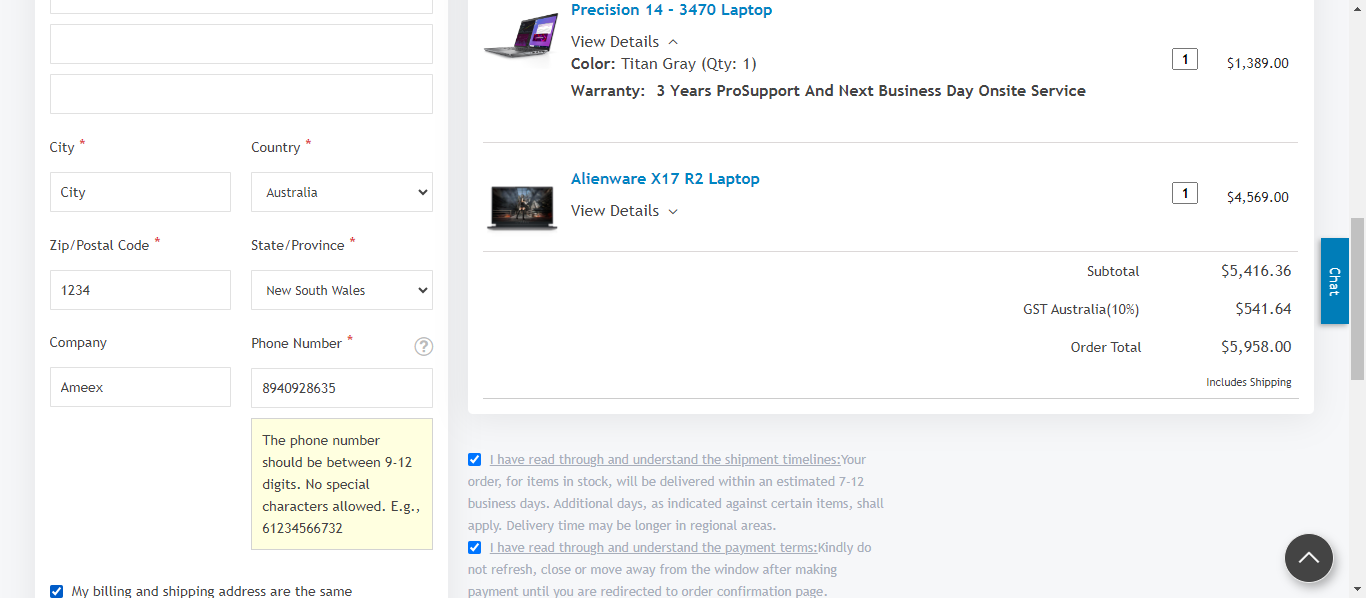 City *
Country *
City
Australia
Zip/Postal Code *
State/Province *
1234
New South Wales
Company
Phone Number *
?
Ameex
8940928635
The phone number
should be between 9-12
digits. No special
characters allowed. E.g.,
61234566732
My billing and shipping address are the same
Precision 14 - 3470 Laptop
View Details
Color: Titan Gray (Qty: 1)
1
$1,389.00
Warranty: 3 Years ProSupport And Next Business Day Onsite Service
Alienware X17 R2 Laptop
1
$4,569.00
View Details
Subtotal
$5,416.36
GST Australia(10%)
$541.64
Order Total
$5,958.00
Includes Shipping
I have read through and understand the shipment timelines:Your
order, for items in stock, will be delivered within an estimated 7-12
business days. Additional days, as indicated against certain items, shall
apply. Delivery time may be longer in regional areas.
I have read through and understand the payment terms:Kindly do
not refresh, close or move away from the window after making
payment until you are redirected to order confirmation page.
Chat